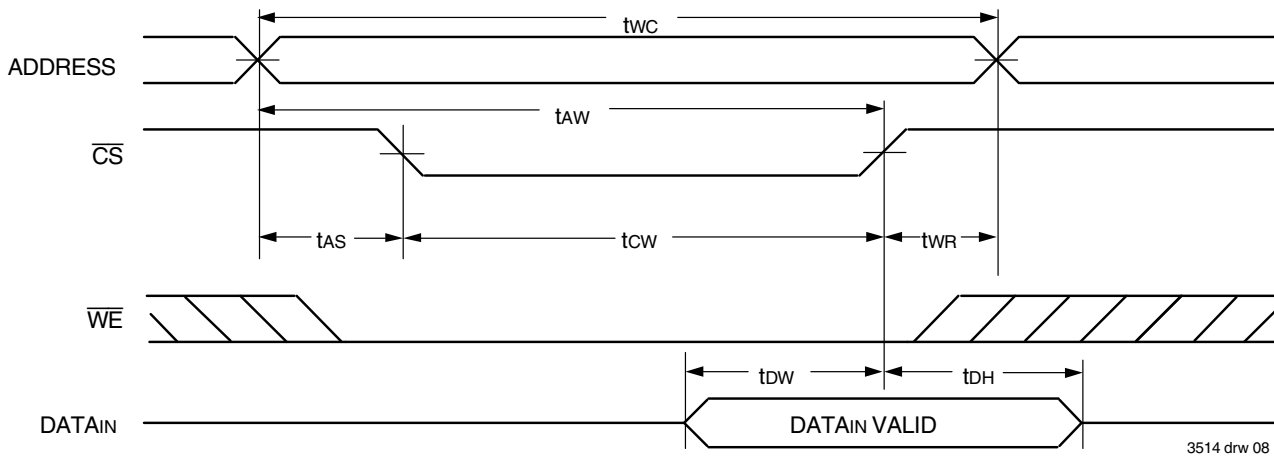 tWC
ADDRESS
tAW
CS
tAS
tCW
tWR
WE
tDW
tDH
DATAIN
DATAIN VALID
3514 drw 08